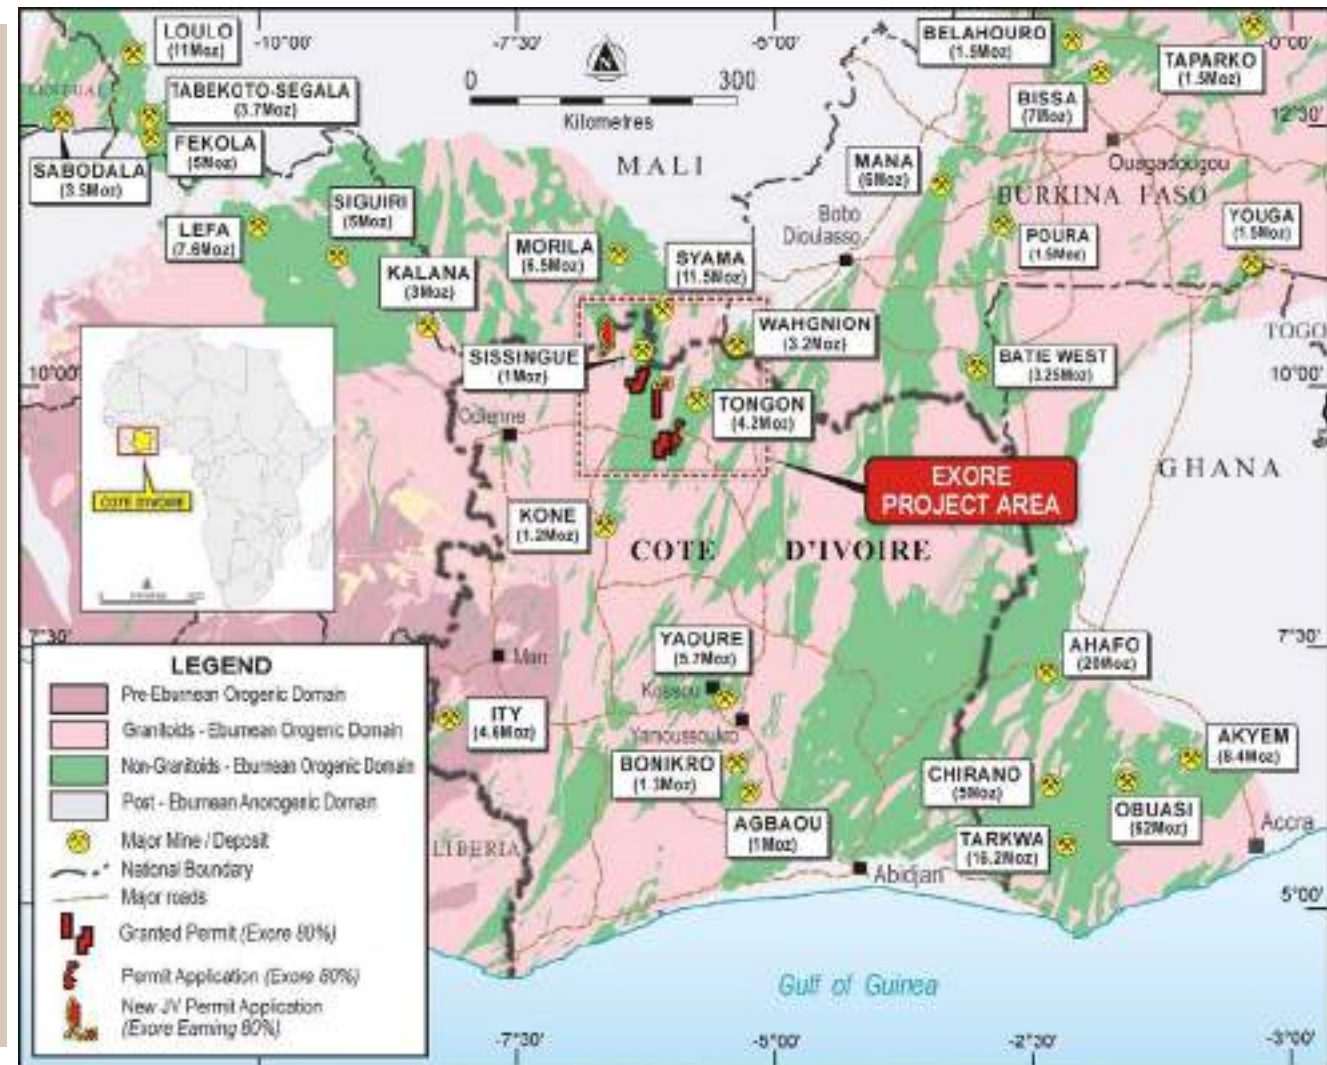 LOULO
(11Moz)
-10°00'
-7°30'
-5°00'
BELAHOURO
(1.5Moz)
-0°00'
TAPARKO
(1.5Moz)
TABEKOTO-SEGALA
(3.7Moz)
0
300
Kilometres
N
BISSA
(7Moz)
12°30'
FEKOLA
(5Moz)
SABODALA
(3.5Moz)
MALI
MANA
(6Moz)
Ouagadougou
BURKINA FASO
SIGUIRI
(5Moz)
LEFA
(7.6Moz)
Bobo
Dioulasso
YOUGA
(1.5Moz)
MORILA
(6.5Moz)
SYAMA
(11.5Moz)
POURA
(1.5Moz)
KALANA
(3Moz)
WAHGNION
(3.2Moz)
TOGO
SISSINGUE
(1Moz)
BATIE WEST
(3.25Moz)
10°00'
10°00'
Odienne
TONGON
(4.2Moz)
EXORE
PROJECT AREA
GHANA
COTE D'IVOIRE
KONE
(1.2Moz)
COTE D'IVOIRE
7°30'
7°30'
LEGEND
Pre-Eburnean Orogenic Domain
Granitoids - Eburnean Orogenic Domain
Non-Granitoids - Eburnean Orogenic Domain
Post - Eburnean Anorogenic Domain
Major Mine / Deposit
National Boundary
Major roads
Granted Permit (Exore 80%)
Permit Application (Exore 80%)
New JV Permit Application
(Exore Earning 80%)
Man
YAOURE
(5.7Moz)
Kossou
AHAFO
(20Moz)
ITY
(4.6Moz)
Yamoussouko
BONIKRO
(1.3Moz)
AKYEM
(8.4Moz)
CHIRANO
(5Moz)
OBUASI
(62Moz)
AGBAOU
(1Moz)
TARKWA
(16.2Moz)
Accra
LIBERIA
Abidjan
5°00'
Gulf of Guinea
-7°30'
-5°00'
-2°30'
-3°00'